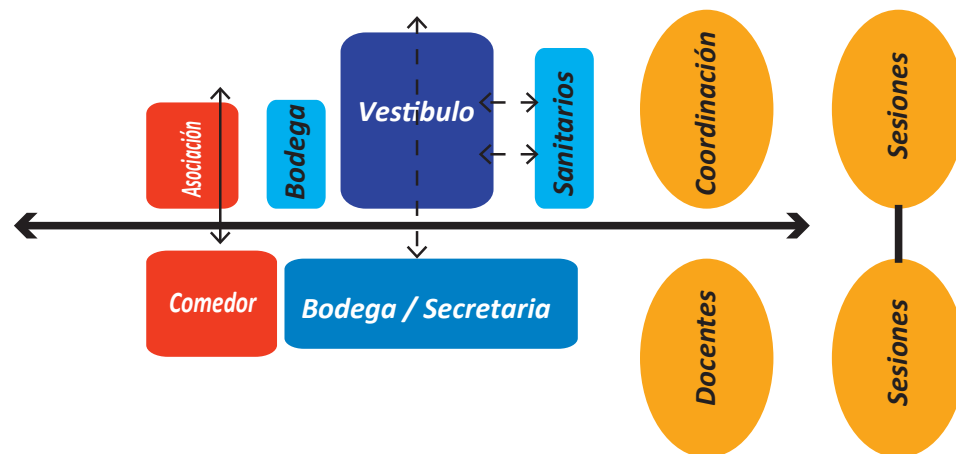 Asociación
Bodega
Vestibulo
Sanitarios
Coordinación
Sesiones
Comedor
Bodega / Secretaria
Docentes
Sesiones